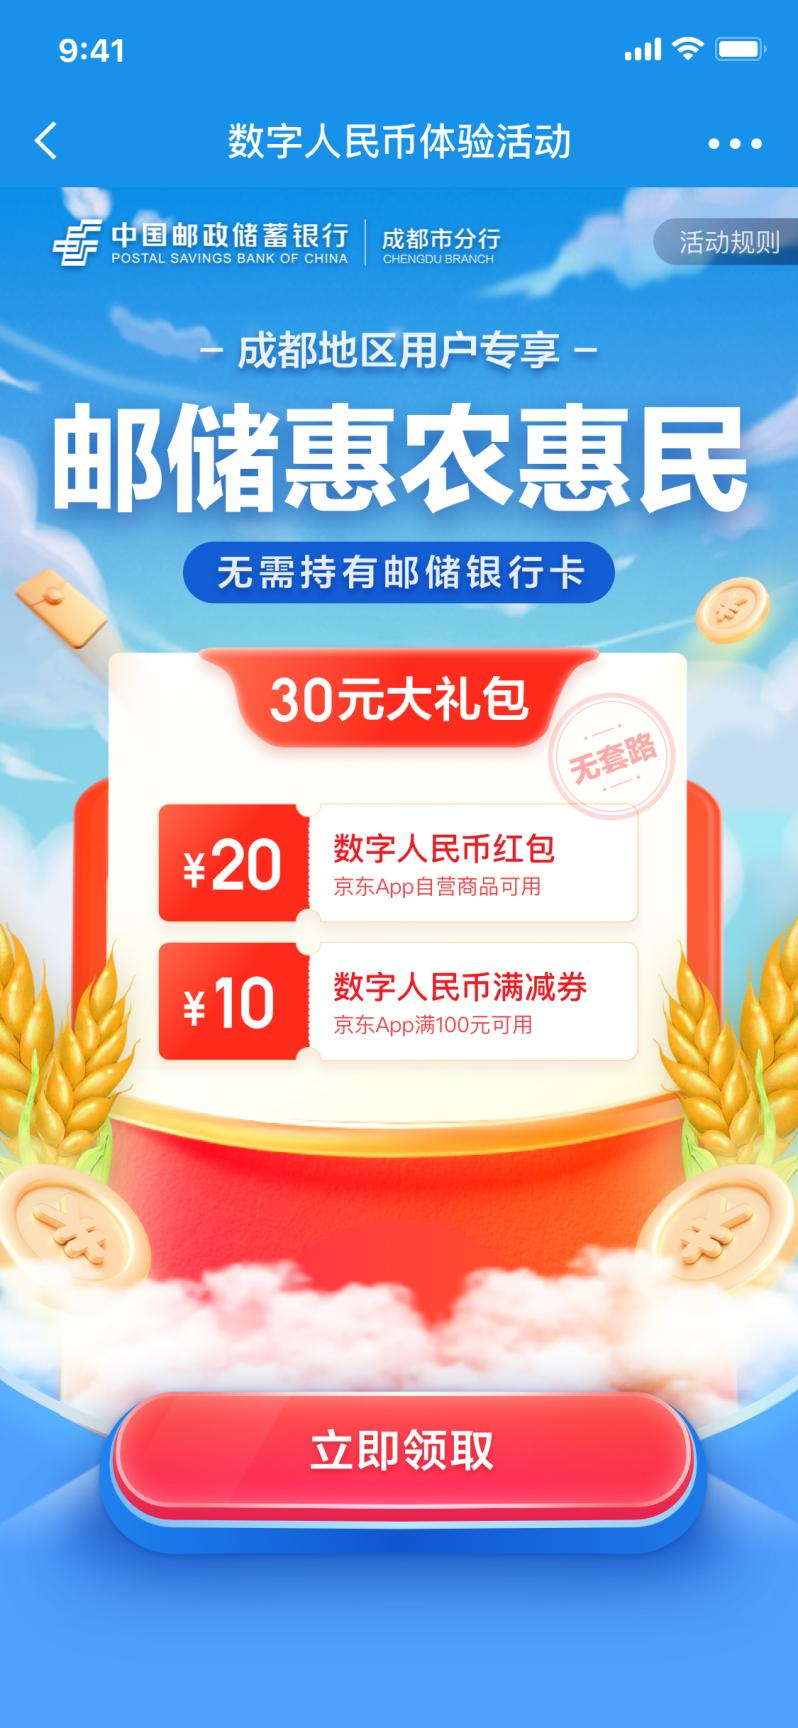 9:41
数字人民币体验活动
中国邮政储蓄银行 成都市分行
POSTAL SAVINGS BANK OF CHINA CHENGDU BRANCH
活动规则
– 成都地区用户专享 –
邮储惠农惠民
无需持有邮储银行卡
30元大礼包
无套路
¥20 数字人民币红包
京东App自营商品可用
¥10 数字人民币满减券
京东App满100元可用
立即领取